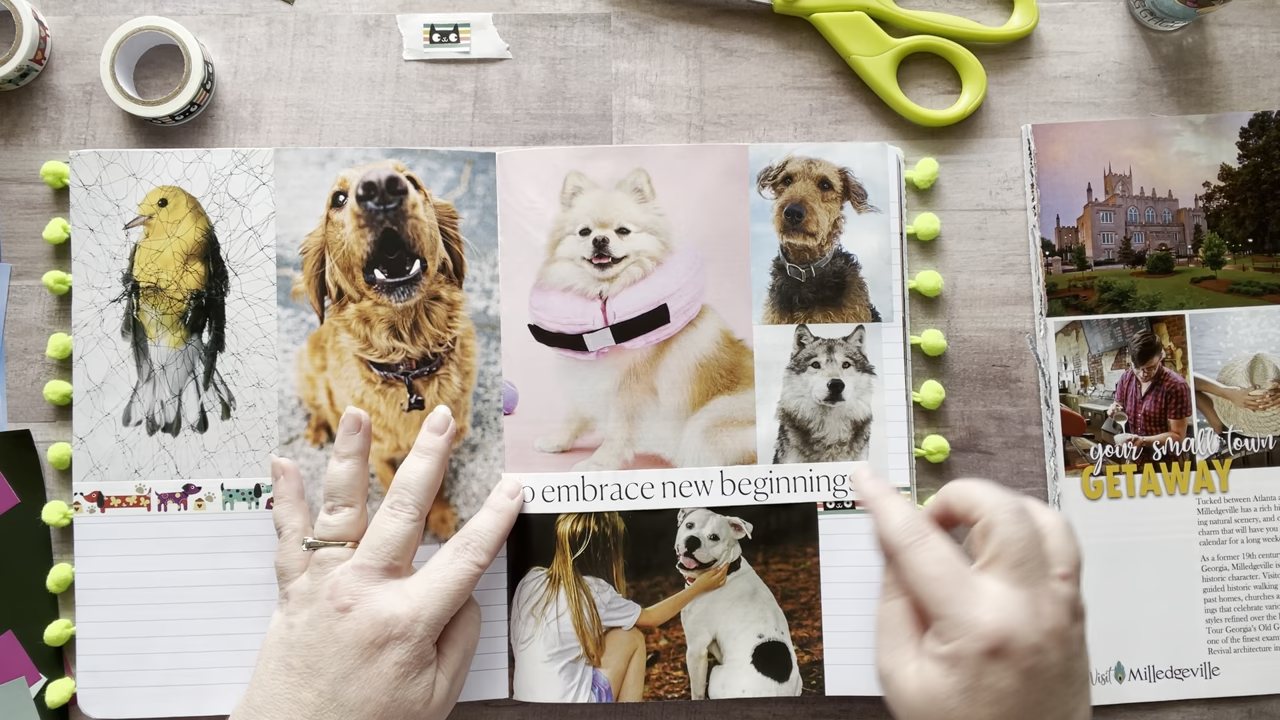 o embrace new beginnings
your small town
GETAWAY
Tucked between Atlanta
Milledgeville has a rich hi
ing natural scenery, and
charm that will have you
calendar for a long week
As a former 19th century
Georgia, Milledgeville is
historic character. Visito
guided historic walking
past homes, churches a
ings that celebrate vario
styles refined over the
Tour Georgia's Old G
one of the finest exam
Revival architecture in
Visit Milledgeville